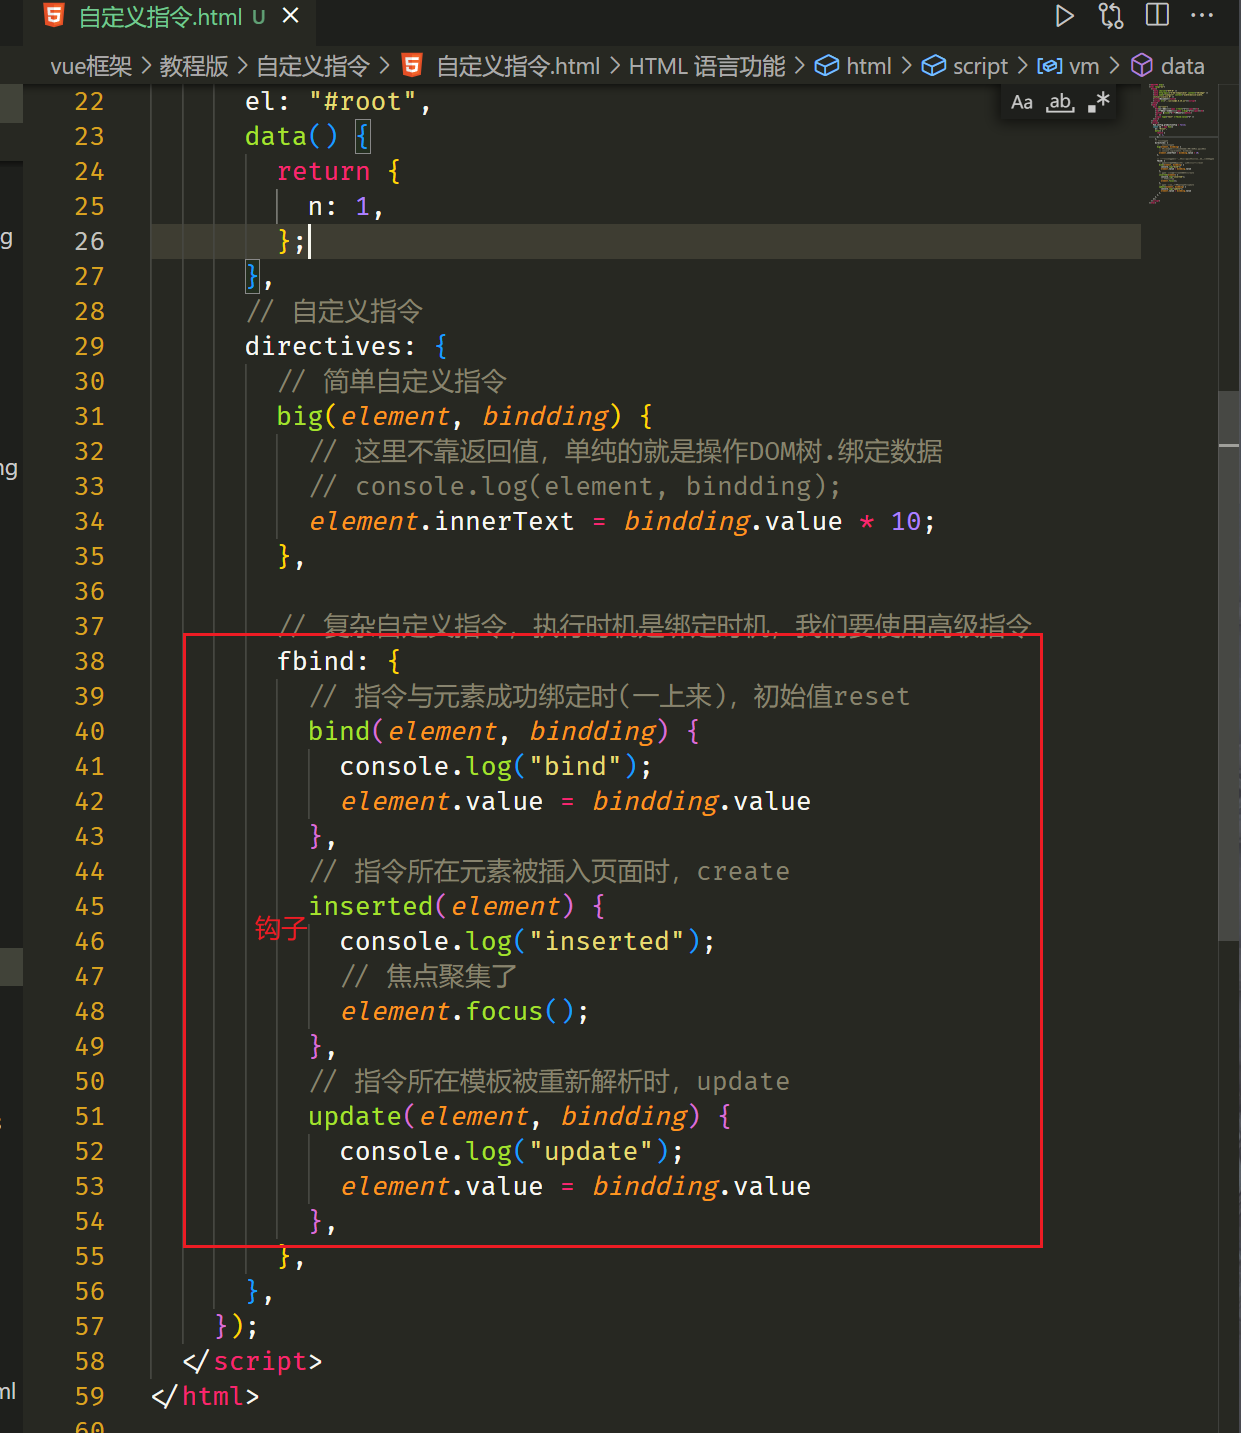 自定义指令.html U
vue框架 > 教程版 > 自定义指令 > 自定义指令.html > HTML 语言功能 > html > script > vm > data
Aa ab
22 el: "#root",
23 data() {
24 return {
25 n: 1,
26 };
27 },
28 // 自定义指令
29 directives: {
30 // 简单自定义指令
31 big(element, bindding) {
32 // 这里不靠返回值，单纯的就是操作DOM树.绑定数据
33 // console.log(element, bindding);
34 element.innerText = bindding.value * 10;
35 },
36
37 // 复杂自定义指令，执行时机是绑定时机，我们要使用高级指令
38 fbind: {
39 // 指令与元素成功绑定时(一上来)，初始值reset
40 bind(element, bindding) {
41 console.log("bind");
42 element.value = bindding.value
43 },
44 // 指令所在元素被插入页面时，create
45 inserted(element) {
钩子
46 console.log("inserted");
47 // 焦点聚集了
48 element.focus();
49 },
50 // 指令所在模板被重新解析时，update
51 update(element, bindding) {
52 console.log("update");
53 element.value = bindding.value
54 },
55 },
56 },
57 });
58 </script>
59 </html>
60